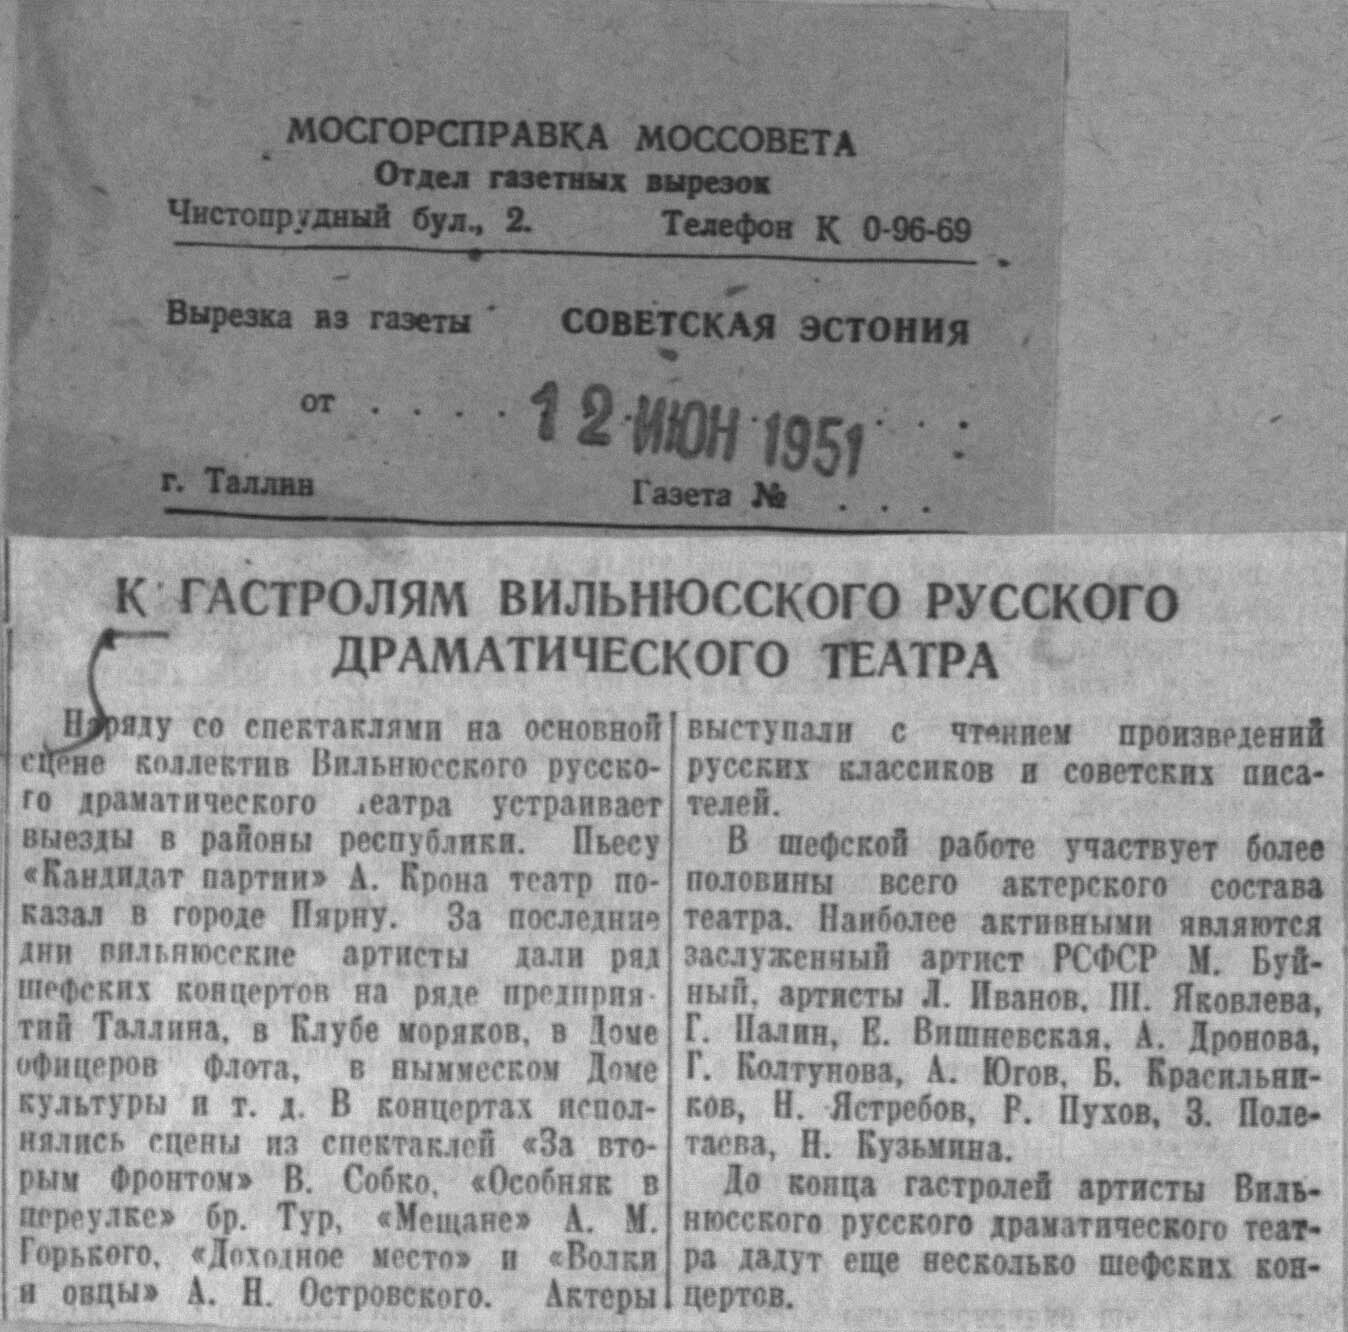 МОСГОРСПРАВКА МОССОВЕТА
Отдел газетных вырезок
Чистопрудный бул., 2. Телефон К 0-96-69
Вырезка из газеты СОВЕТСКАЯ ЭСТОНИЯ
от . . . . 12 ИЮН 1951 . . .
г. Таллин Газета № . . .
К ГАСТРОЛЯМ ВИЛЬНЮССКОГО РУССКОГО
ДРАМАТИЧЕСКОГО ТЕАТРА
Наряду со спектаклями на основной
сцене коллектив Вильнюсского русско-
го драматического театра устраивает
выезды в районы республики. Пьесу
«Кандидат партии» А. Крона театр по-
казал в городе Пярну. За последние
дни вильнюсские артисты дали ряд
шефских концертов на ряде предприя-
тий Таллина, в Клубе моряков, в Доме
офицеров флота, в ныммеском Доме
культуры и т. д. В концертах испол-
нялись сцены из спектаклей «За вто-
рым фронтом» В. Собко, «Особняк в
переулке» бр. Тур, «Мещане» А. М.
Горького, «Доходное место» и «Волки
и овцы» А. Н. Островского. Актеры
выступали с чтением произведений
русских классиков и советских писа-
телей.
В шефской работе участвует более
половины всего актерского состава
театра. Наиболее активными являются
заслуженный артист РСФСР М. Буй-
ный, артисты Л. Иванов, Ш. Яковлева,
Г. Палин, Е. Вишневская, А. Дронова,
Г. Колтунова, А. Югов, Б. Красильни-
ков, Н. Ястребов, Р. Пухов, З. Поле-
таева, Н. Кузьмина.
До конца гастролей артисты Виль-
нюсского русского драматического теат-
ра дадут еще несколько шефских кон-
цертов.